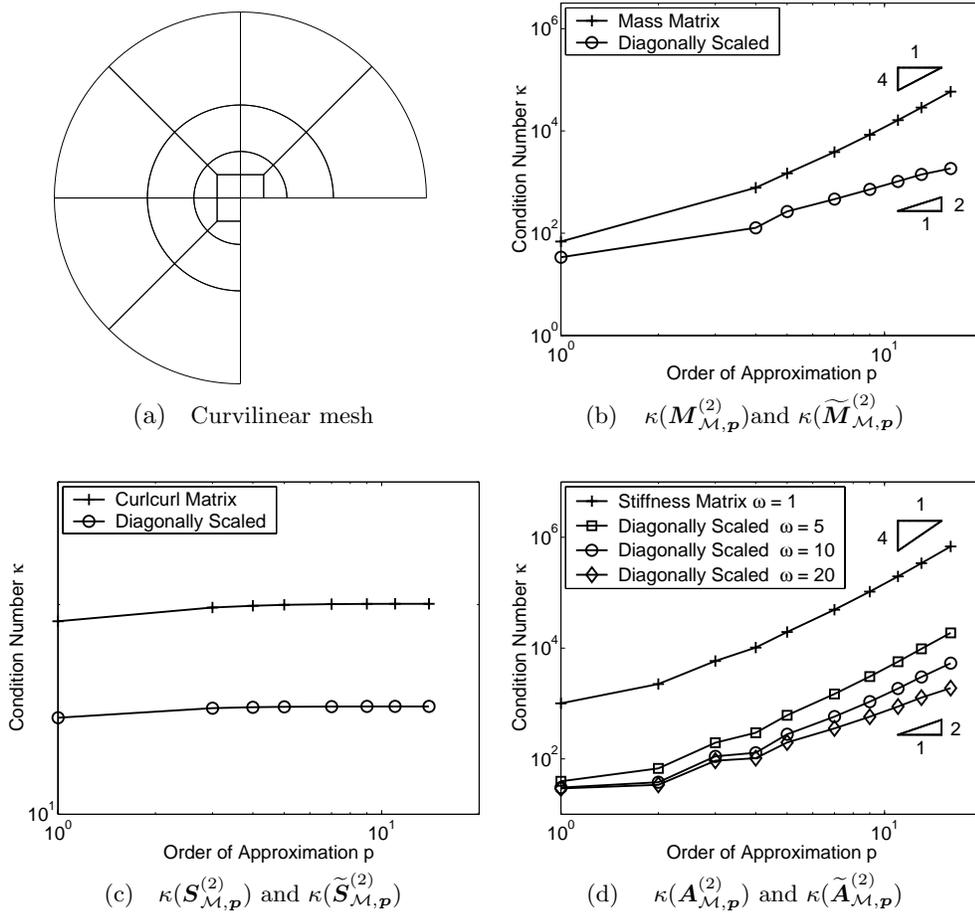 (a) Curvilinear mesh
Mass Matrix
Diagonally Scaled
1
4
2
1
10^6
10^4
10^2
10^0
Condition Number κ
10^0
10^1
Order of Approximation p
(b) κ(M^{(2)}_{M,p})and κ(M̃^{(2)}_{M,p})
Curlcurl Matrix
Diagonally Scaled
Condition Number κ
10^1
10^0
10^1
Order of Approximation p
(c) κ(S^{(2)}_{M,p}) and κ(S̃^{(2)}_{M,p})
Stiffness Matrix ω = 1
Diagonally Scaled ω = 5
Diagonally Scaled ω = 10
Diagonally Scaled ω = 20
1
4
2
1
10^6
10^4
10^2
Condition Number κ
10^0
10^1
Order of Approximation p
(d) κ(A^{(2)}_{M,p}) and κ(Ã^{(2)}_{M,p})